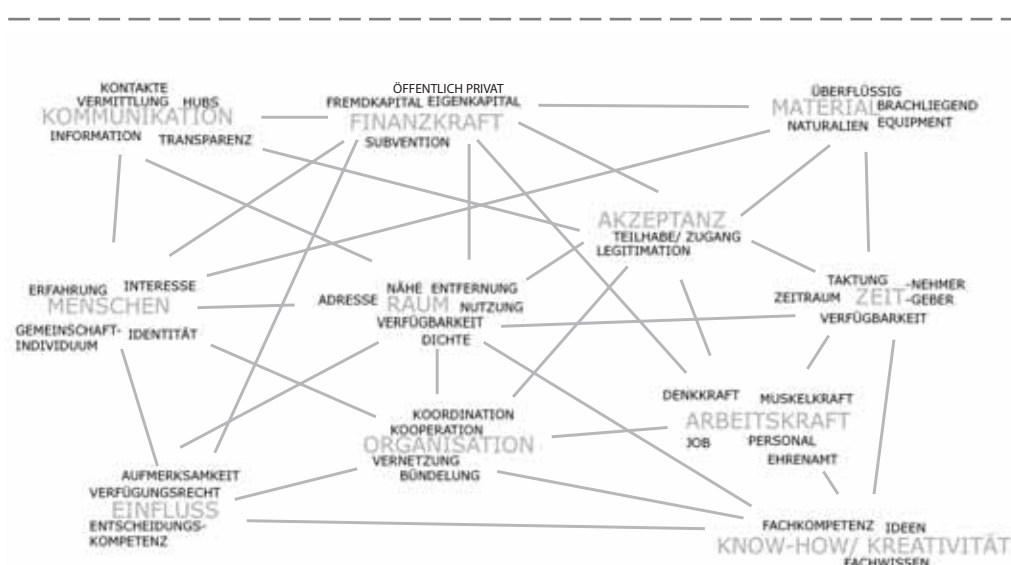 KONTAKTE
VERMITTLUNG HUBS
KOMMUNIKATION
INFORMATION TRANSPARENZ
ÖFFENTLICH PRIVAT
FREMDKAPITAL EIGENKAPITAL
FINANZKRAFT
SUBVENTION
ÜBERFLÜSSIG
MATERIAL BRACHLIEGEND
NATURALIEN EQUIPMENT
AKZEPTANZ
TEILHABE/ ZUGANG
LEGITIMATION
ERFAHRUNG INTERESSE
MENSCHEN
GEMEINSCHAFT- IDENTITÄT
INDIVIDUUM
NÄHE ENTFERNUNG
ADRESSE RAUM NUTZUNG
VERFÜGBARKEIT
DICHTE
TAKTUNG -NEHMER
ZEITRAUM ZEIT -GEBER
VERFÜGBARKEIT
KOORDINATION
KOOPERATION
ORGANISATION
VERNETZUNG
BÜNDELUNG
DENKKRAFT MUSKELKRAFT
ARBEITSKRAFT
JOB PERSONAL
EHRENAMT
AUFMERKSAMKEIT
VERFÜGUNGSRECHT
EINFLUSS
ENTSCHEIDUNGS-
KOMPETENZ
FACHKOMPETENZ IDEEN
KNOW-HOW/ KREATIVITÄT
FACHWISSEN